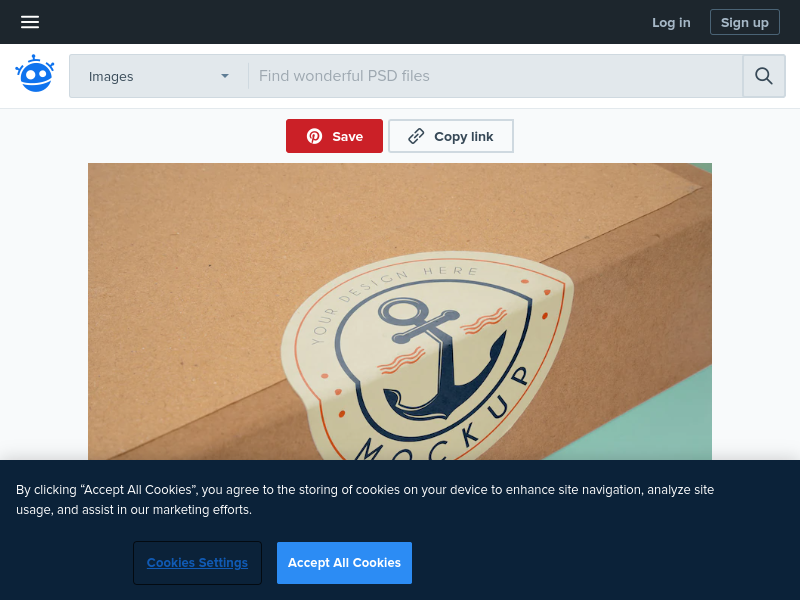 Log in
Sign up
Images
Find wonderful PSD files
Save
Copy link
YOUR DESIGN HERE
MOCKUP
By clicking “Accept All Cookies”, you agree to the storing of cookies on your device to enhance site navigation, analyze site
usage, and assist in our marketing efforts.
Cookies Settings
Accept All Cookies